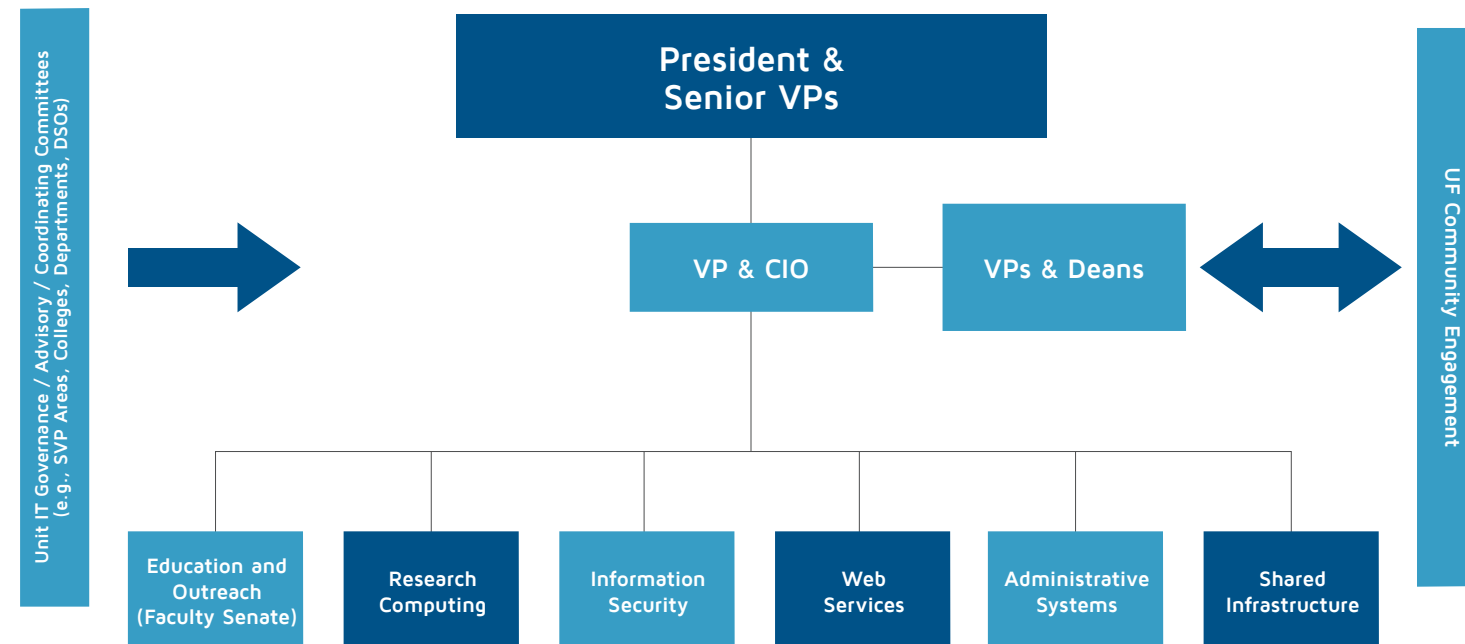 Unit IT Governance / Advisory / Coordinating Committees
(e.g., SVP Areas, Colleges, Departments, DSOs)
President &
Senior VPs
VP & CIO
VPs & Deans
UF Community Engagement
Education and
Outreach
(Faculty Senate)
Research
Computing
Information
Security
Web
Services
Administrative
Systems
Shared
Infrastructure